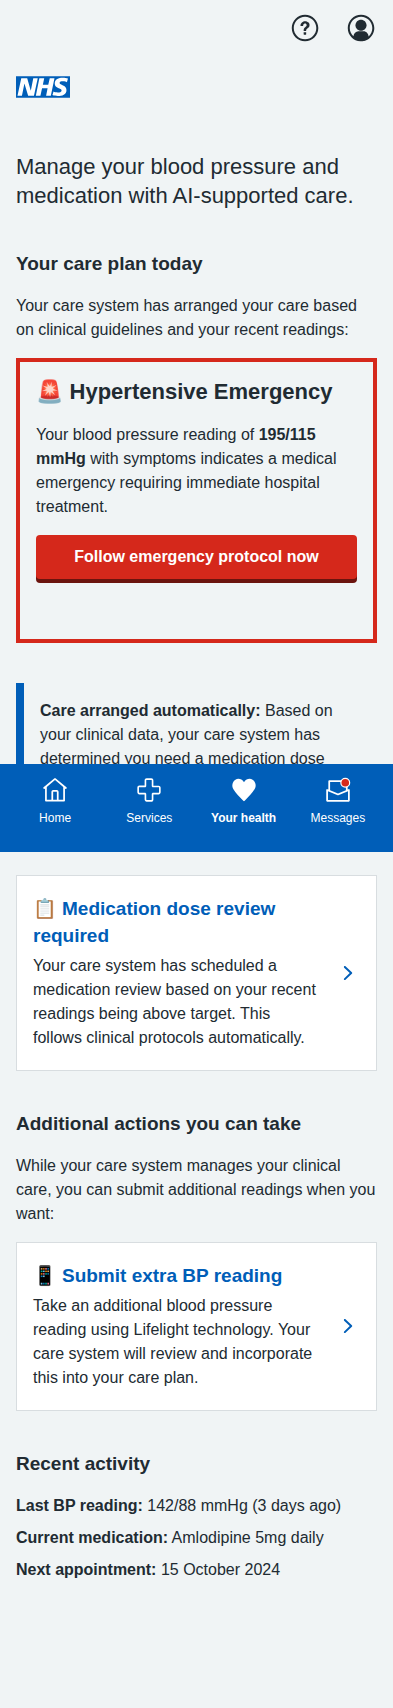 NHS
Manage your blood pressure and
medication with AI-supported care.
Your care plan today
Your care system has arranged your care based
on clinical guidelines and your recent readings:
🚨 Hypertensive Emergency
Your blood pressure reading of 195/115
mmHg with symptoms indicates a medical
emergency requiring immediate hospital
treatment.
Follow emergency protocol now
Care arranged automatically: Based on
your clinical data, your care system has
determined you need a medication dose
Home
Services
Your health
Messages
📋 Medication dose review
required
Your care system has scheduled a
medication review based on your recent
readings being above target. This
follows clinical protocols automatically.
Additional actions you can take
While your care system manages your clinical
care, you can submit additional readings when you
want:
📱 Submit extra BP reading
Take an additional blood pressure
reading using Lifelight technology. Your
care system will review and incorporate
this into your care plan.
Recent activity
Last BP reading: 142/88 mmHg (3 days ago)
Current medication: Amlodipine 5mg daily
Next appointment: 15 October 2024